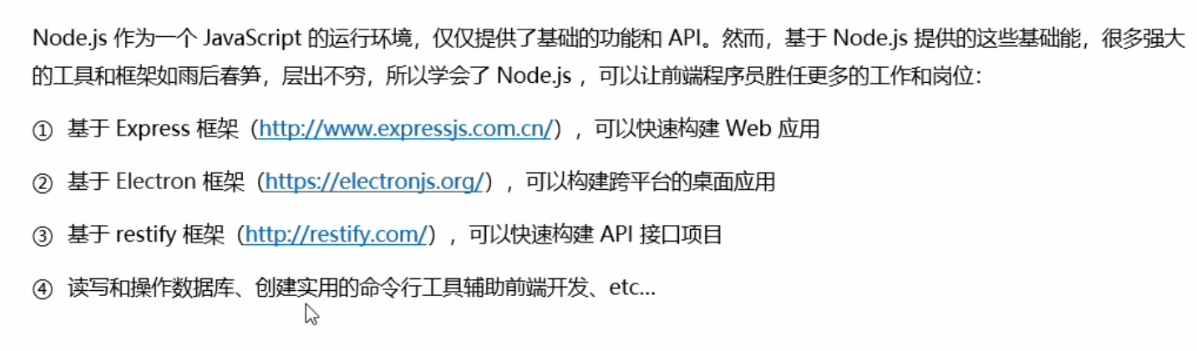 Node.js 作为一个 JavaScript 的运行环境，仅仅提供了基础的功能和 API。然而，基于 Node.js 提供的这些基础能，很多强大
的工具和框架如雨后春笋，层出不穷，所以学会了 Node.js ，可以让前端程序员胜任更多的工作和岗位：
① 基于 Express 框架（http://www.expressjs.com.cn/），可以快速构建 Web 应用
② 基于 Electron 框架（https://electronjs.org/），可以构建跨平台的桌面应用
③ 基于 restify 框架（http://restify.com/），可以快速构建 API 接口项目
④ 读写和操作数据库、创建实用的命令行工具辅助前端开发、etc...